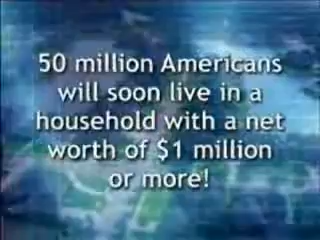 50 million Americans
will soon live in a
household with a net
worth of $1 million
or more!